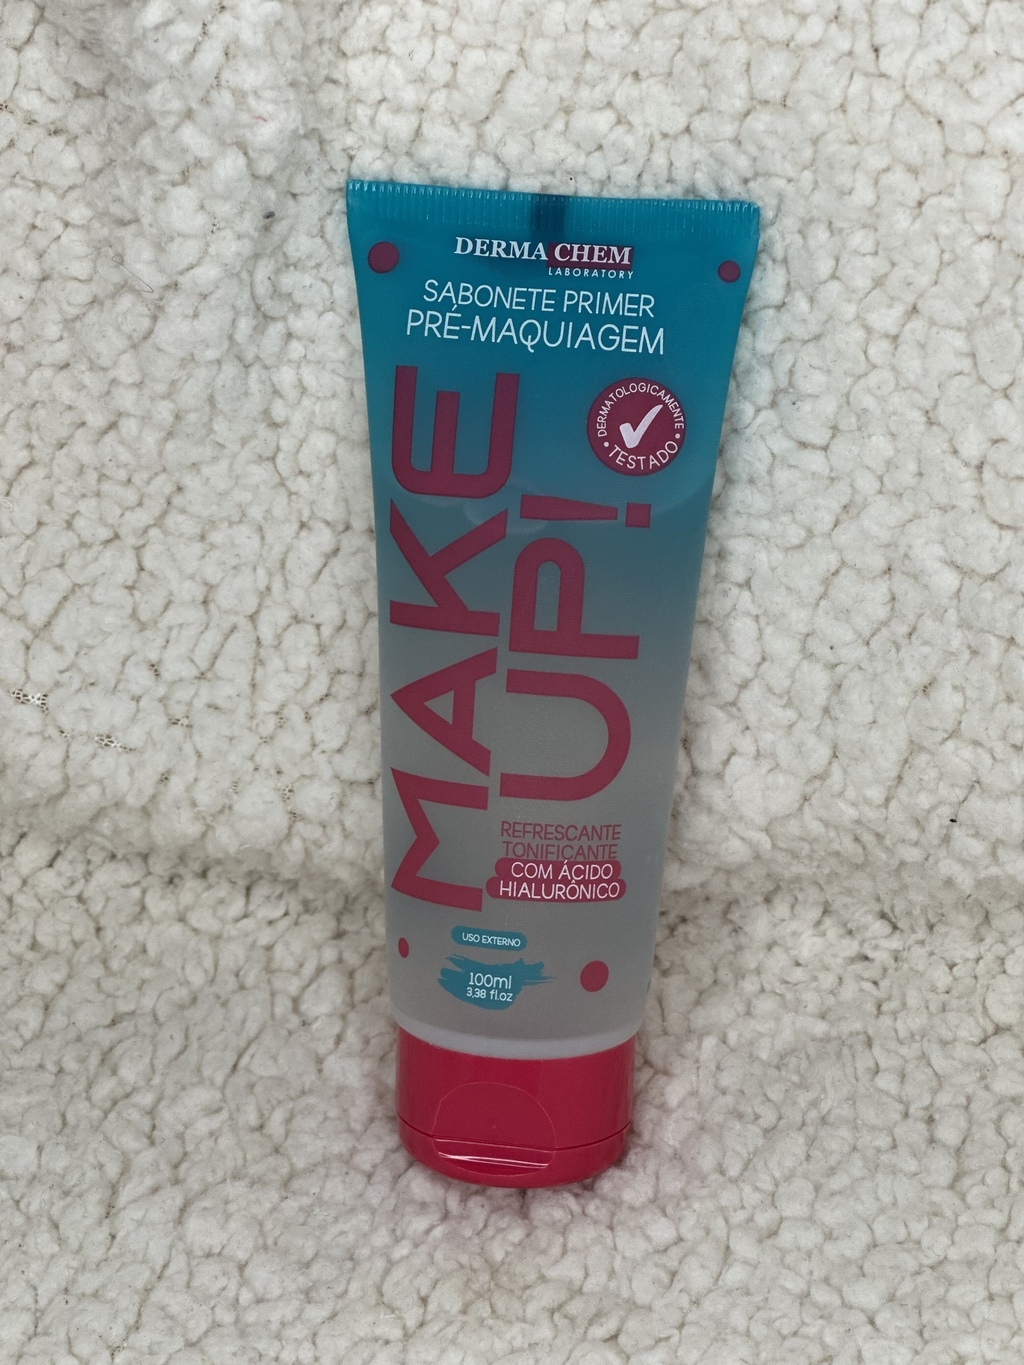 DERMA CHEM
LABORATORY
SABONETE PRIMER
PRÉ-MAQUIAGEM
DERMATOLOGICAMENTE
TESTADO
MAKE
UP!
REFRESCANTE
TONIFICANTE
COM ÁCIDO
HIALURÔNICO
USO EXTERNO
100ml
3,38 fl.oz